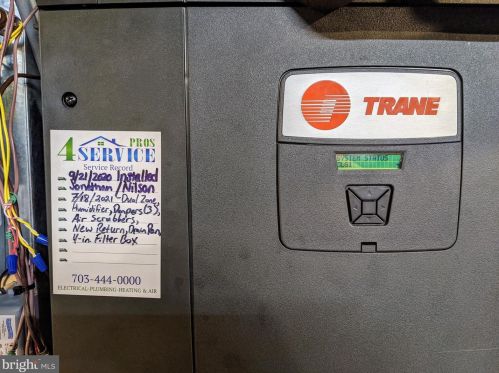 4 SERVICE PROS
Service Record
9/21/2020 Installed
Jonathan / Nilson
7/18/2021 - Dual Zone,
Humidifier, Dampers (3),
Air Scrubbers,
New Return, Drain Pan,
4-in Filter Box
703-444-0000
ELECTRICAL-PLUMBING-HEATING & AIR
TRANE
SYSTEM STATUS
bright MLS